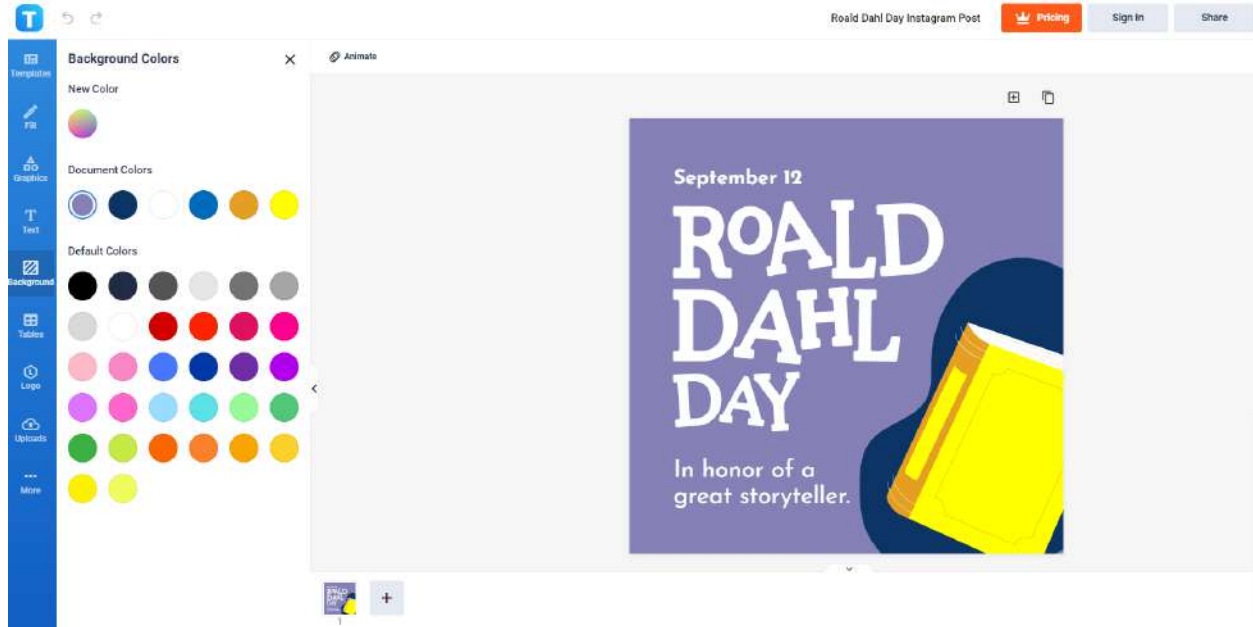 T
Roald Dahl Day Instagram Post
Pricing
Sign In
Share
Templates
Fill
Graphics
Text
Background
Tables
Logo
Uploads
More
Background Colors
New Color
Document Colors
Default Colors
Animate
September 12
ROALD
DAHL
DAY
In honor of a
great storyteller.
1